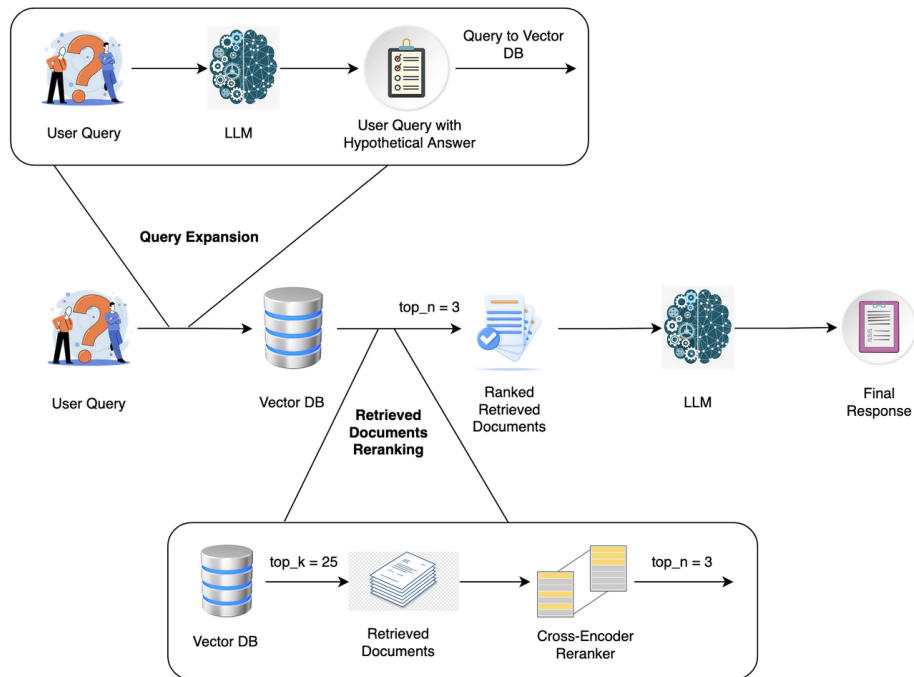 Query to Vector
DB
User Query
LLM
User Query with
Hypothetical Answer
Query Expansion
top_n = 3
User Query
Vector DB
Ranked
Retrieved
Documents
LLM
Final
Response
Retrieved
Documents
Reranking
top_k = 25
top_n = 3
Vector DB
Retrieved
Documents
Cross-Encoder
Reranker